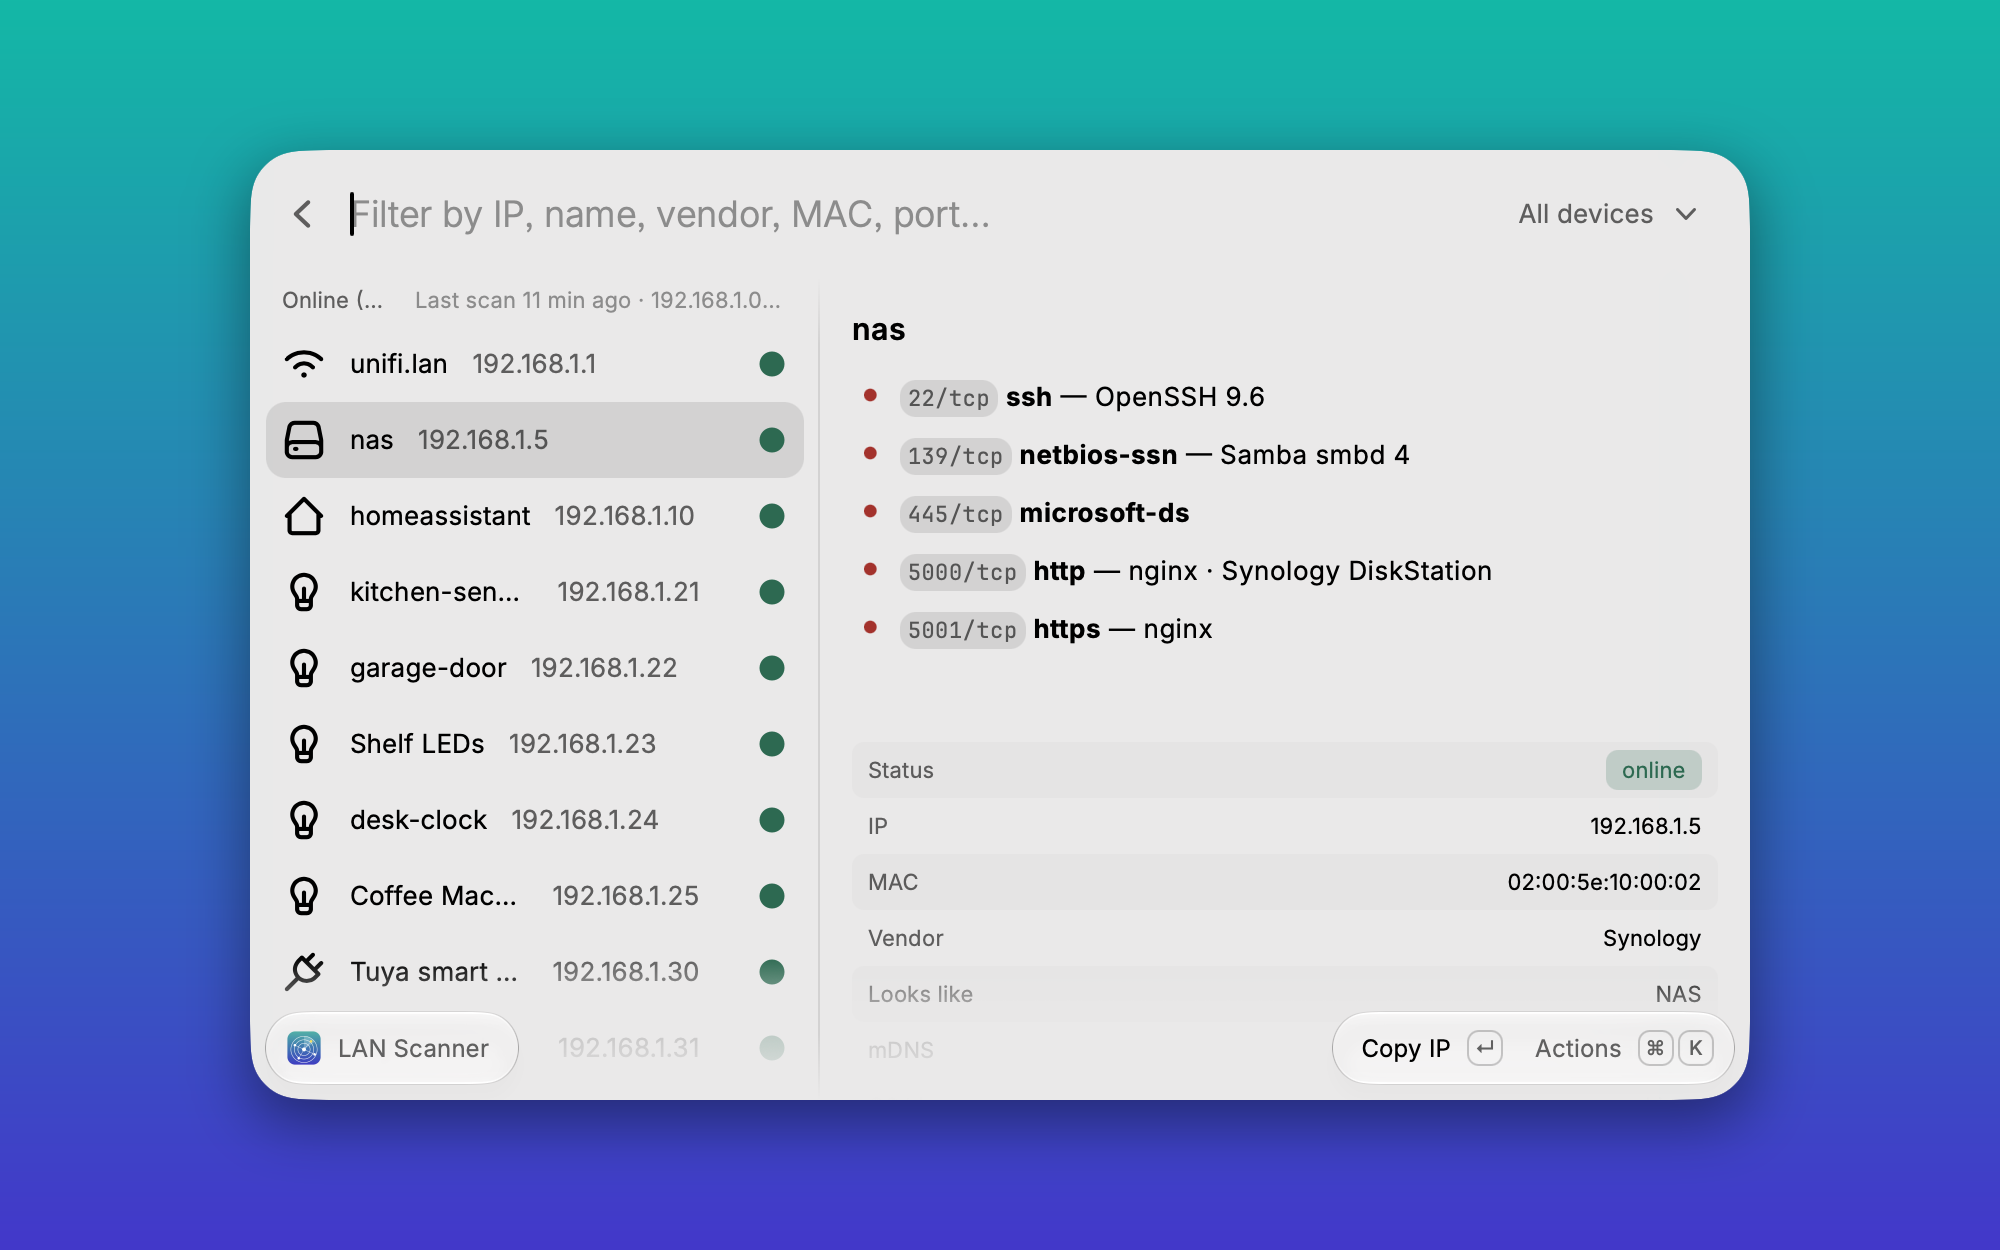 Filter by IP, name, vendor, MAC, port...
All devices
Online (... Last scan 11 min ago · 192.168.1.0...
unifi.lan 192.168.1.1
nas 192.168.1.5
homeassistant 192.168.1.10
kitchen-sen... 192.168.1.21
garage-door 192.168.1.22
Shelf LEDs 192.168.1.23
desk-clock 192.168.1.24
Coffee Mac... 192.168.1.25
Tuya smart ... 192.168.1.30
192.168.1.31
LAN Scanner
nas
22/tcp ssh — OpenSSH 9.6
139/tcp netbios-ssn — Samba smbd 4
445/tcp microsoft-ds
5000/tcp http — nginx · Synology DiskStation
5001/tcp https — nginx
Status online
IP 192.168.1.5
MAC 02:00:5e:10:00:02
Vendor Synology
Looks like NAS
mDNS
Copy IP ↵ Actions ⌘ K